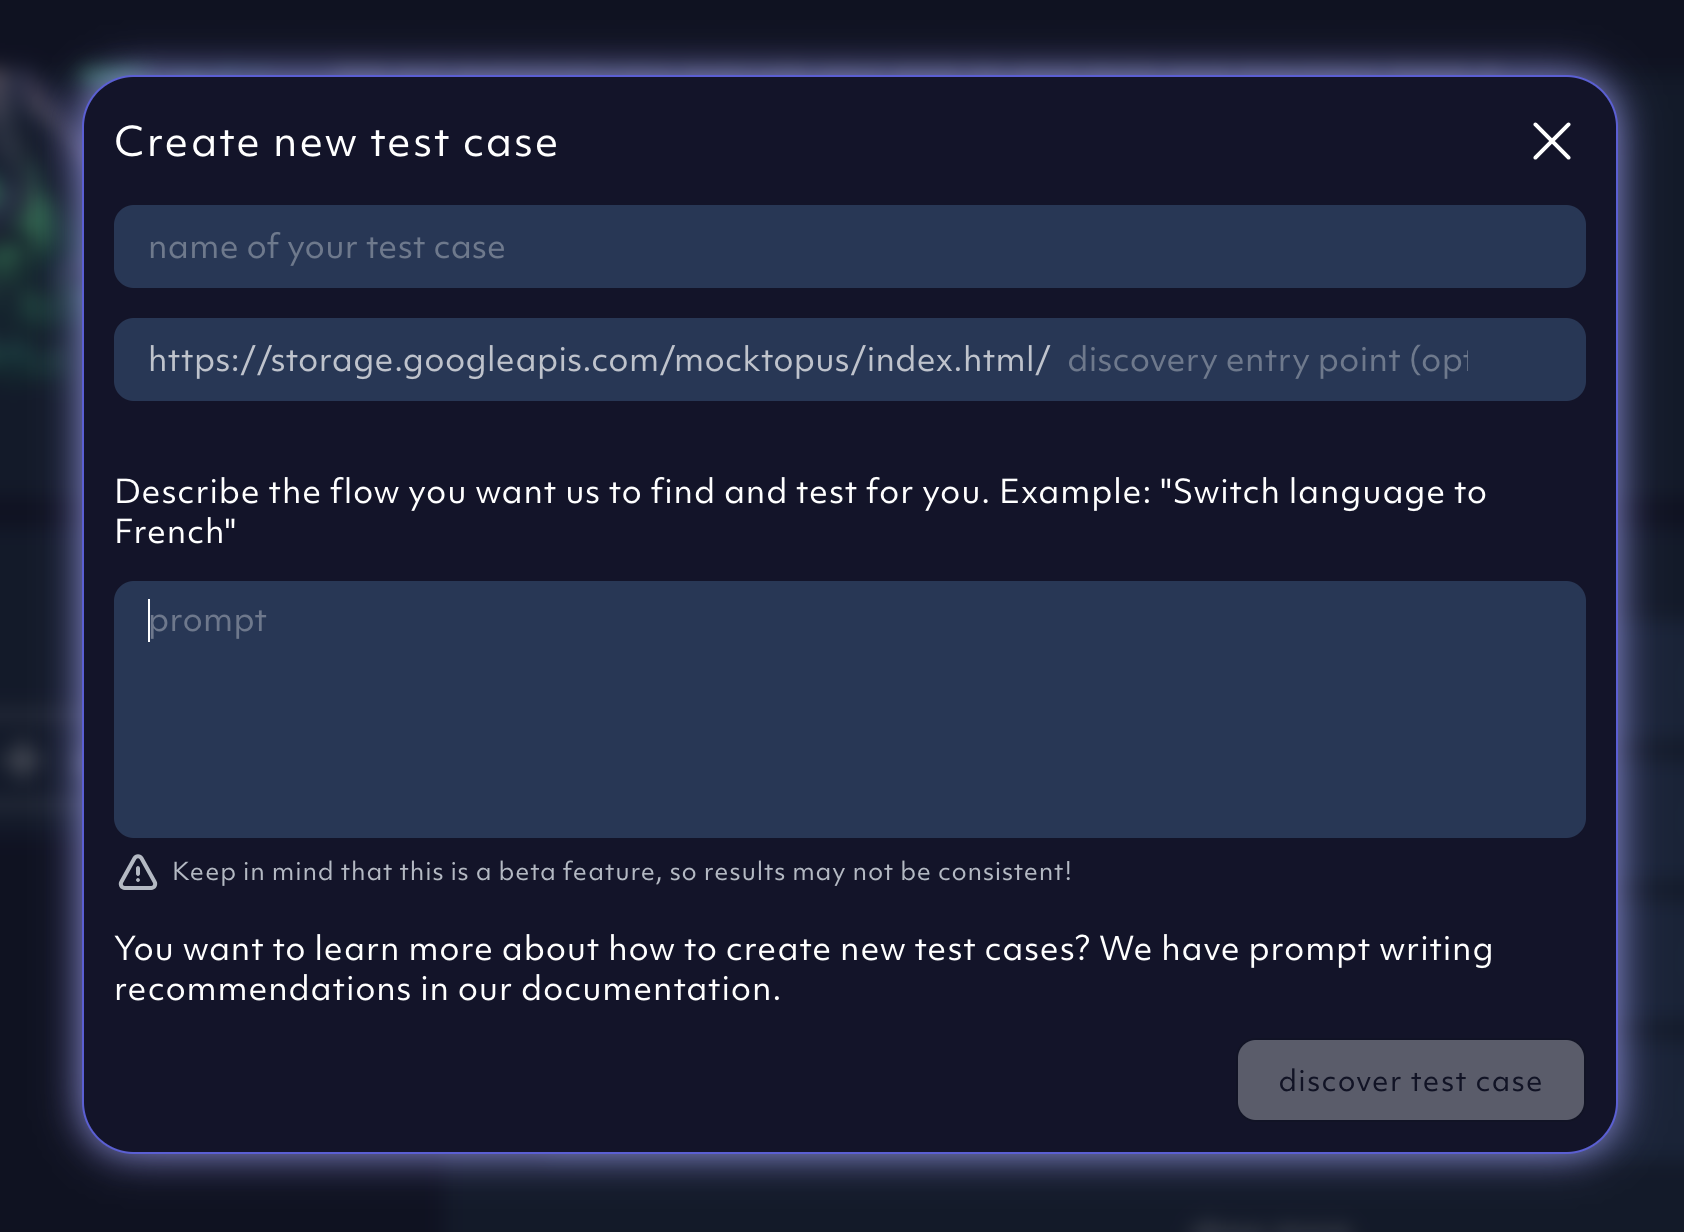 Create new test case
name of your test case
https://storage.googleapis.com/mocktopus/index.html/ discovery entry point (opt
Describe the flow you want us to find and test for you. Example: "Switch language to
French"
prompt
Keep in mind that this is a beta feature, so results may not be consistent!
You want to learn more about how to create new test cases? We have prompt writing
recommendations in our documentation.
discover test case